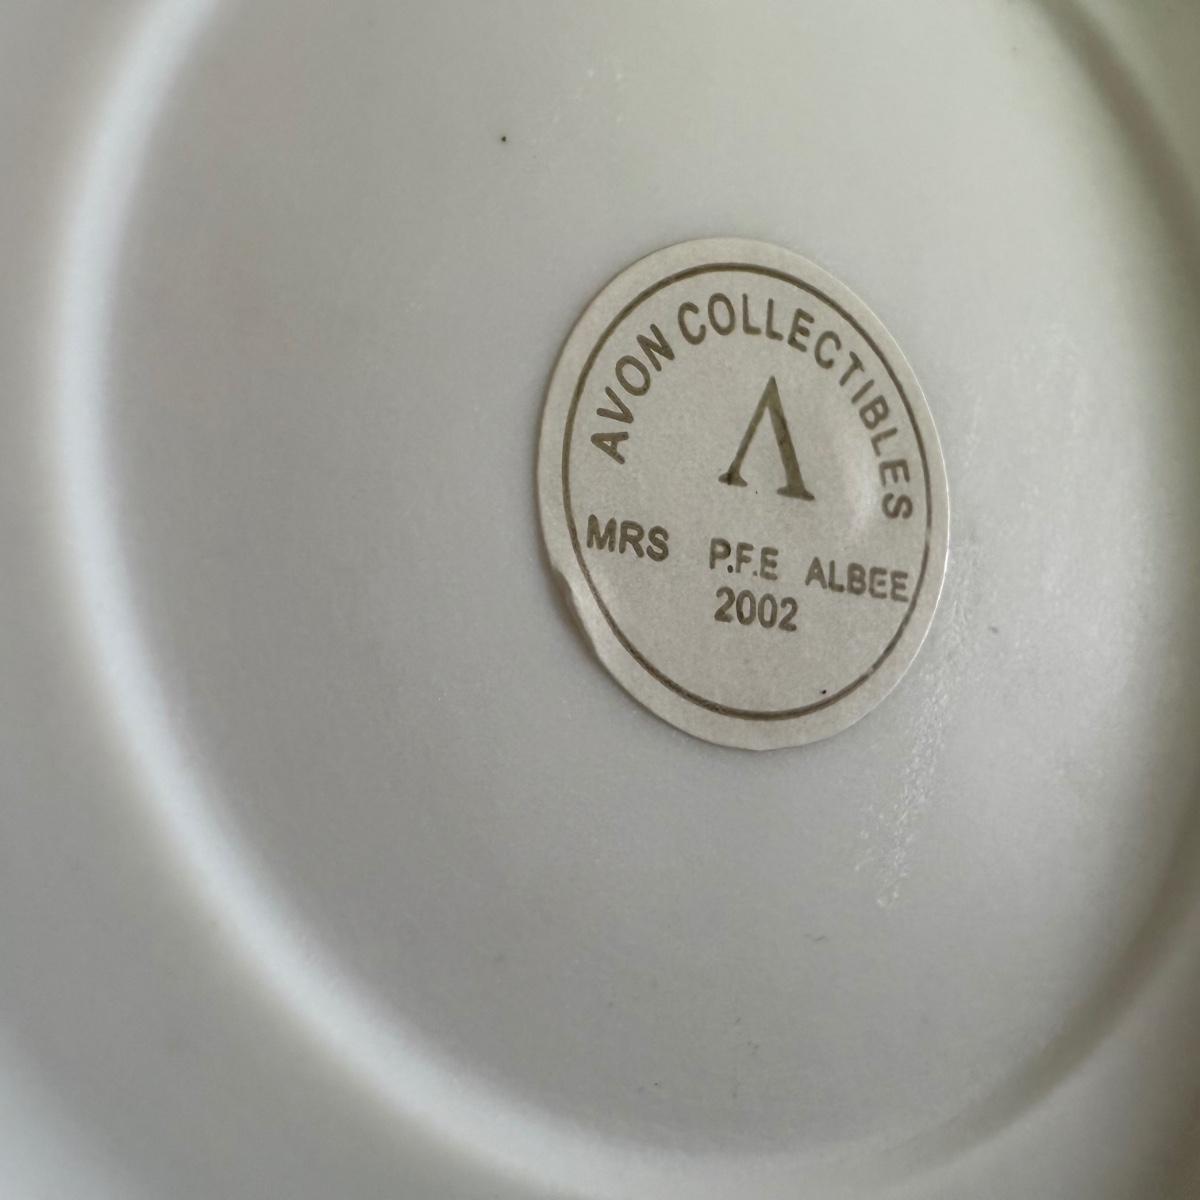 AVON COLLECTIBLES
Λ
MRS P.F.E ALBEE
2002